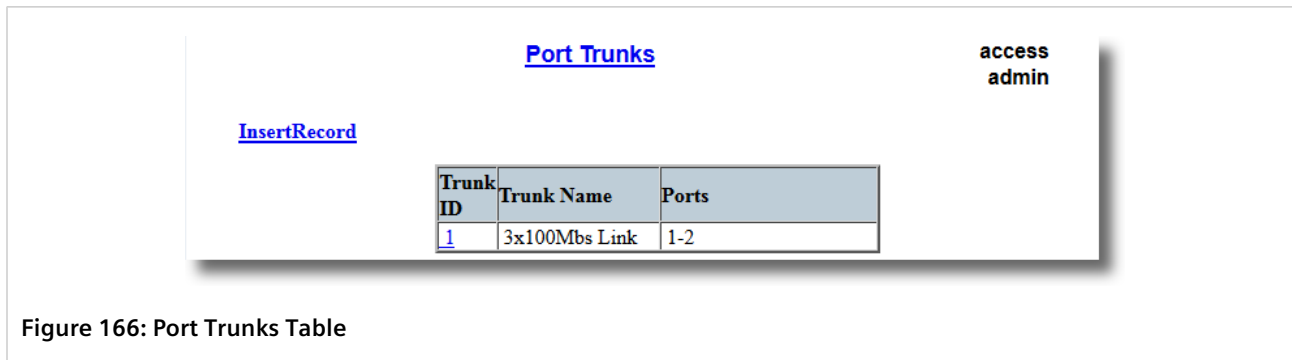 Port Trunks
access
admin
InsertRecord
Trunk ID Trunk Name Ports
1 3x100Mbs Link 1-2
Figure 166: Port Trunks Table